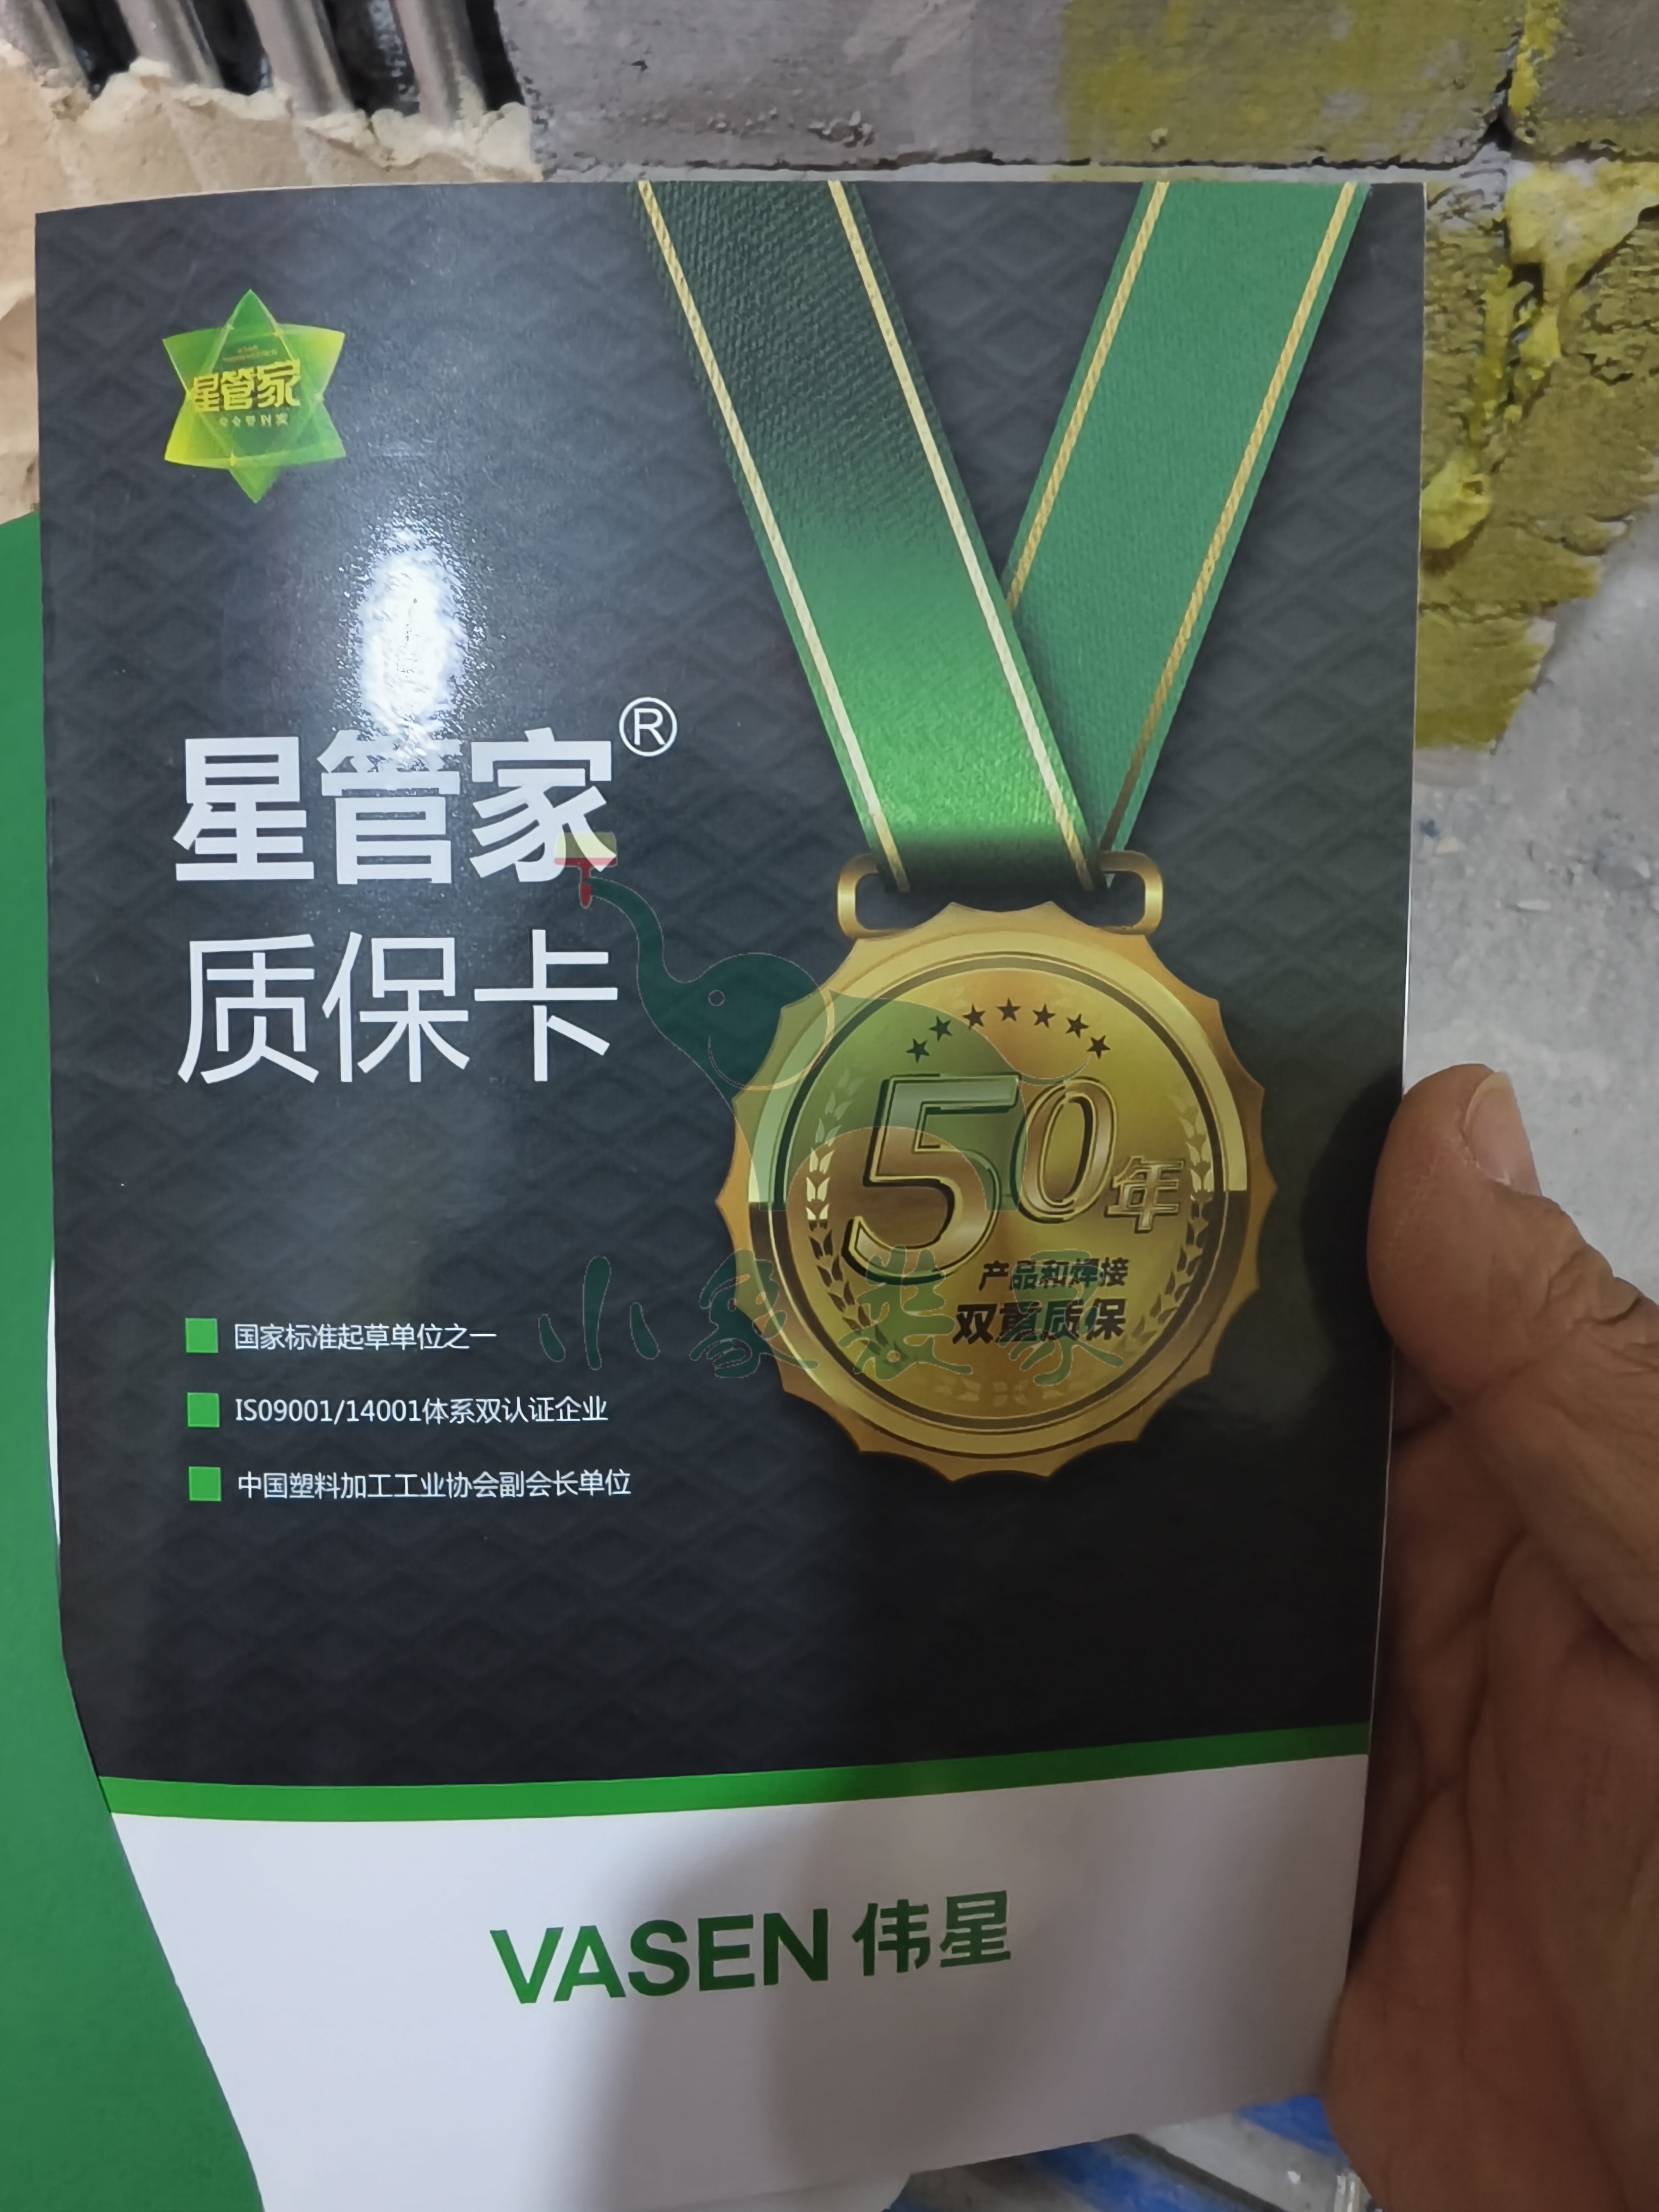 星管家
星管家®
质保卡
50年
产品和焊接
双重质保
小象装家
国家标准起草单位之一
ISO9001/14001体系双认证企业
中国塑料加工工业协会副会长单位
VASEN 伟星